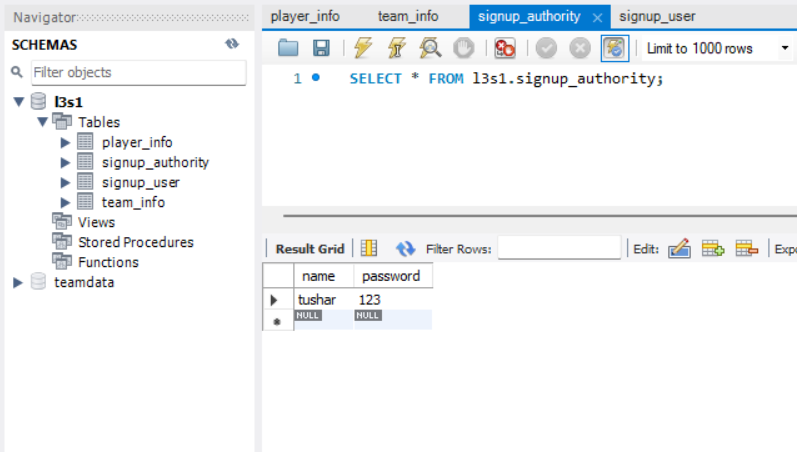 Navigator
SCHEMAS
Filter objects
l3s1
Tables
player_info
signup_authority
signup_user
team_info
Views
Stored Procedures
Functions
teamdata
player_info team_info signup_authority signup_user
Limit to 1000 rows
1 SELECT * FROM l3s1.signup_authority;
Result Grid Filter Rows: Edit: Expo
name password
tushar 123
NULL NULL